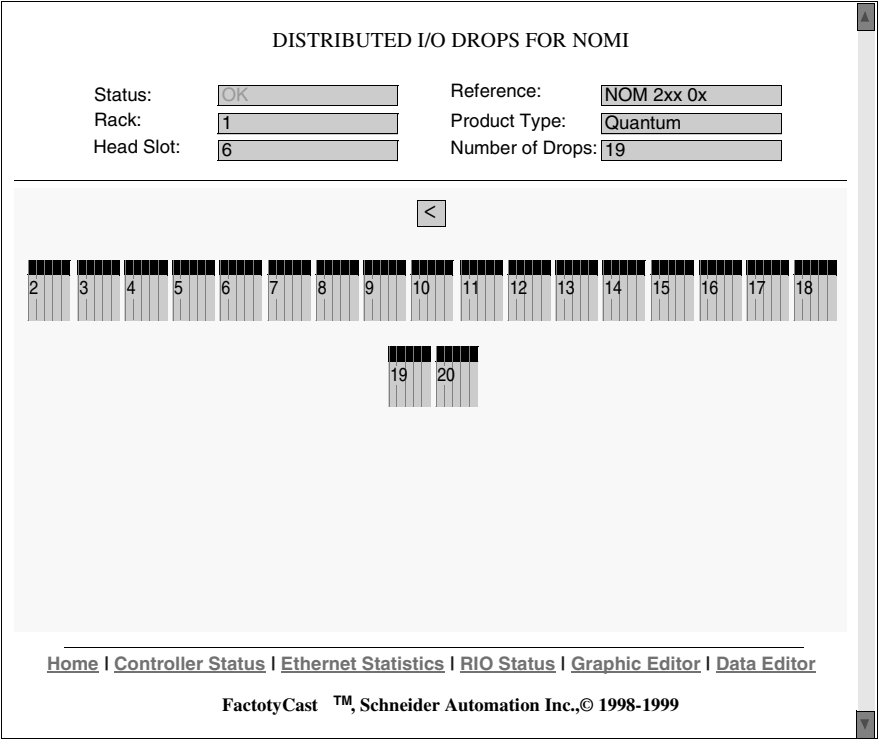 DISTRIBUTED I/O DROPS FOR NOMI
Status: OK Reference: NOM 2xx 0x
Rack: 1 Product Type: Quantum
Head Slot: 6 Number of Drops: 19
<
2 3 4 5 6 7 8 9 10 11 12 13 14 15 16 17 18
19 20
Home | Controller Status | Ethernet Statistics | RIO Status | Graphic Editor | Data Editor
FactotyCast ™, Schneider Automation Inc.,© 1998-1999